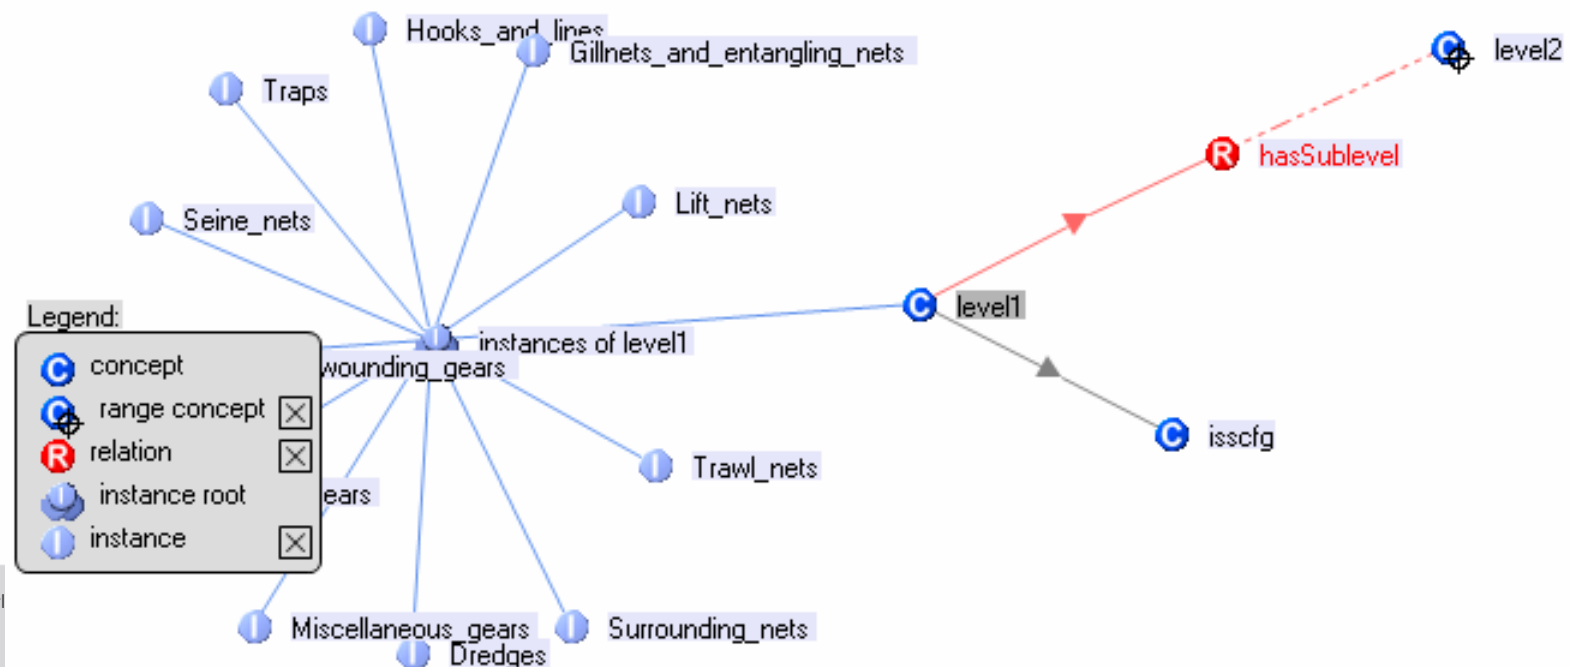 Hooks_and_lines
Gillnets_and_entangling_nets
level2
Traps
hasSublevel
Lift_nets
Seine_nets
level1
Legend:
instances of level1
concept
wounding_gears
range concept
isscfg
relation
Trawl_nets
instance root
ears
instance
Miscellaneous_gears
Surrounding_nets
Dredges